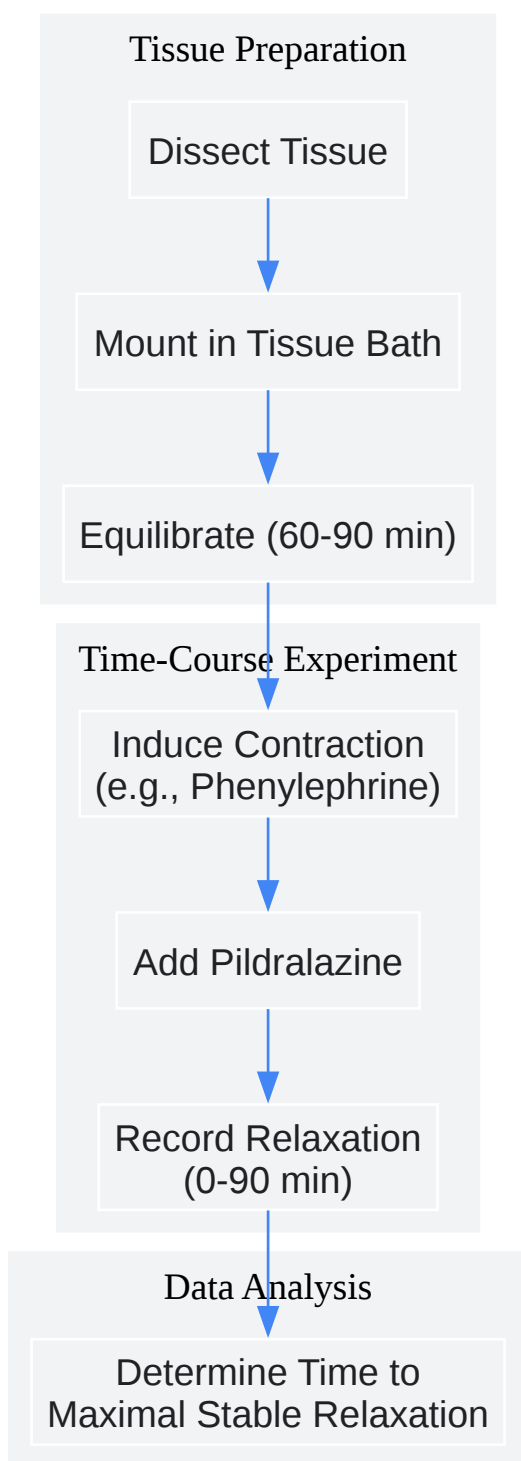 Tissue Preparation
Dissect Tissue
Mount in Tissue Bath
Equilibrate (60-90 min)
Time-Course Experiment
Induce Contraction
(e.g., Phenylephrine)
Add Pildralazine
Record Relaxation
(0-90 min)
Data Analysis
Determine Time to
Maximal Stable Relaxation